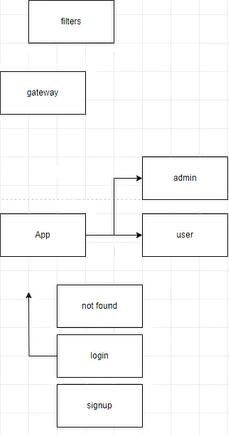 filters
gateway
admin
App
user
not found
login
signup